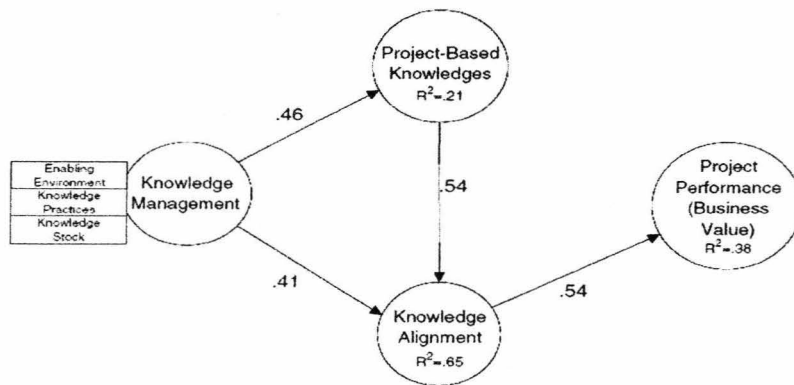 Project-Based
Knowledges
R²=.21
.46
Enabling
Environment
Knowledge
Practices
Knowledge
Stock
Knowledge
Management
.54
Project
Performance
(Business
Value)
R²=.38
.41
Knowledge
Alignment
R²=.65
.54